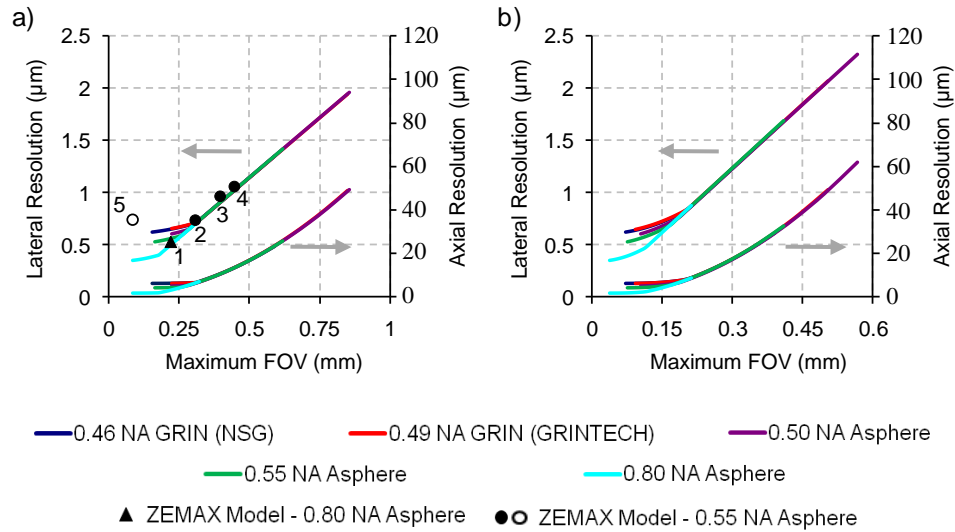 a)
2.5
2
1.5
1
0.5
0
Lateral Resolution (μm)
0
0.25
0.5
0.75
1
Maximum FOV (mm)
120
100
80
60
40
20
0
Axial Resolution (μm)
5
1
2
3
4
b)
2.5
2
1.5
1
0.5
0
Lateral Resolution (μm)
0
0.15
0.3
0.45
0.6
Maximum FOV (mm)
120
100
80
60
40
20
0
Axial Resolution (μm)
0.46 NA GRIN (NSG)
0.49 NA GRIN (GRINTECH)
0.50 NA Asphere
0.55 NA Asphere
0.80 NA Asphere
ZEMAX Model - 0.80 NA Asphere
ZEMAX Model - 0.55 NA Asphere